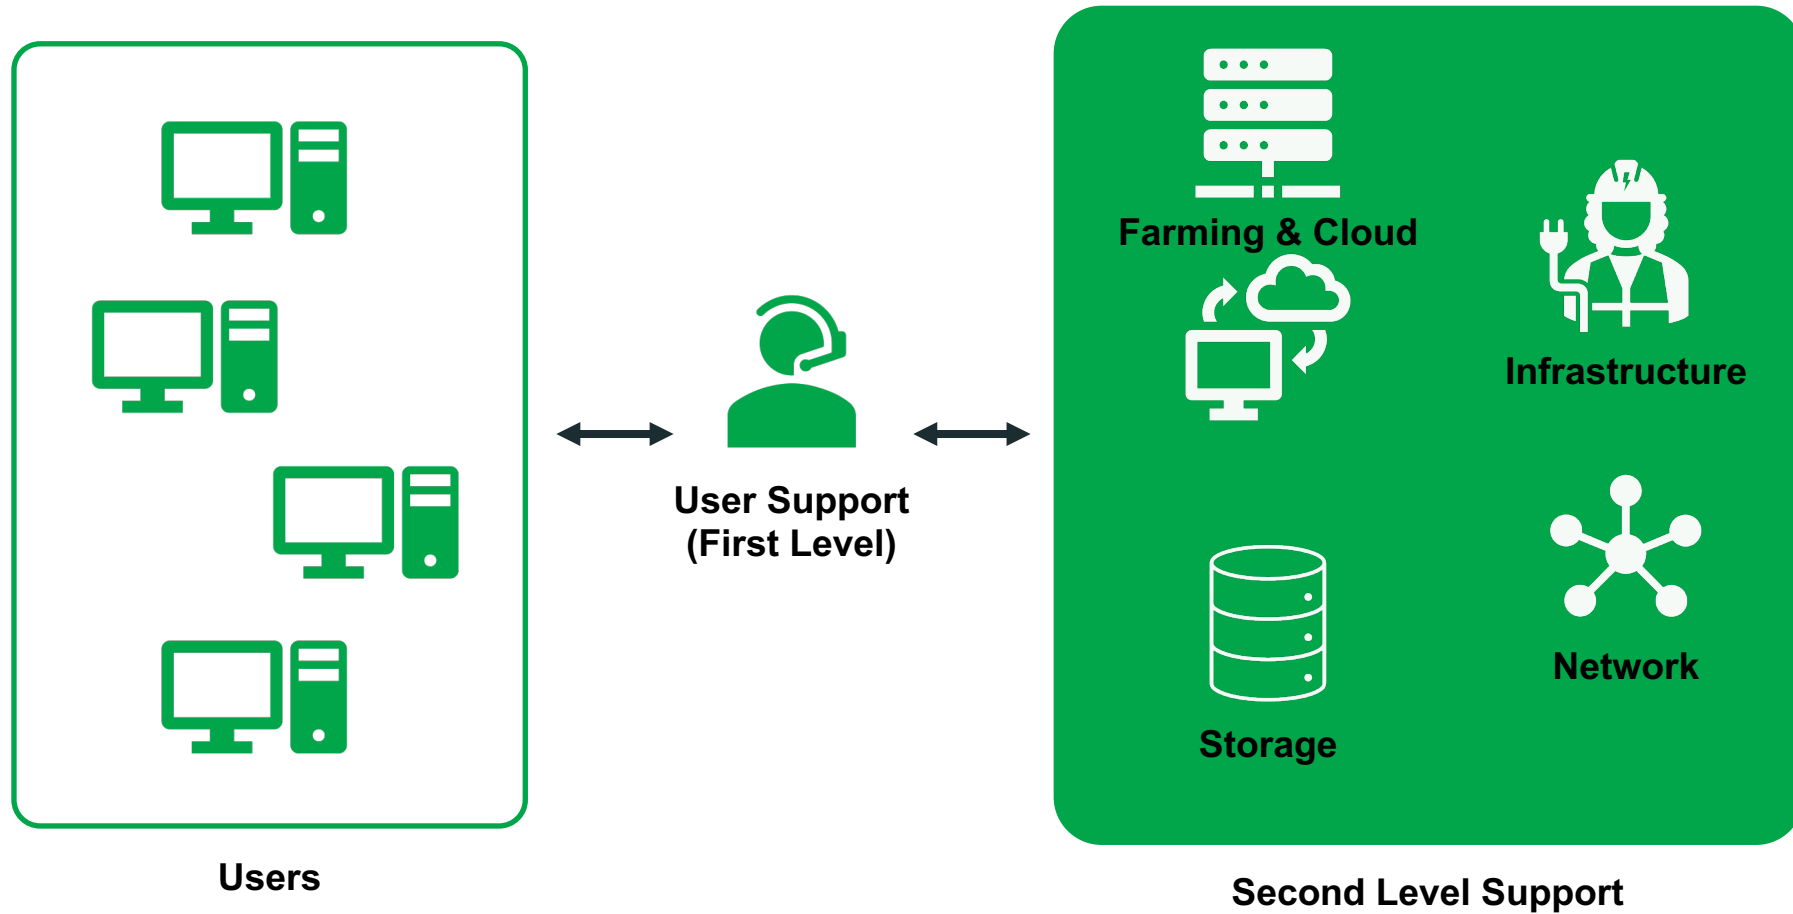 Farming & Cloud
Infrastructure
User Support
(First Level)
Network
Storage
Users
Second Level Support